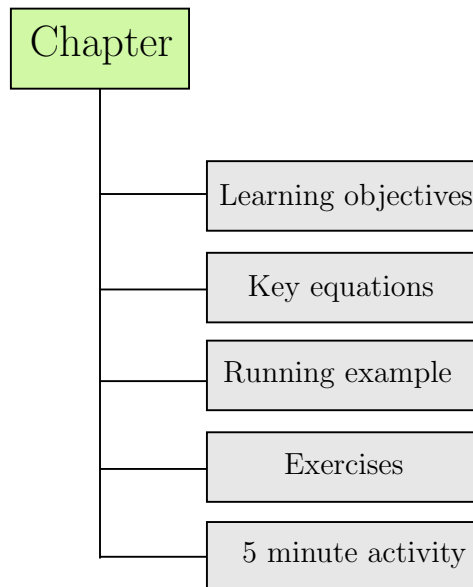 Chapter
Learning objectives
Key equations
Running example
Exercises
5 minute activity